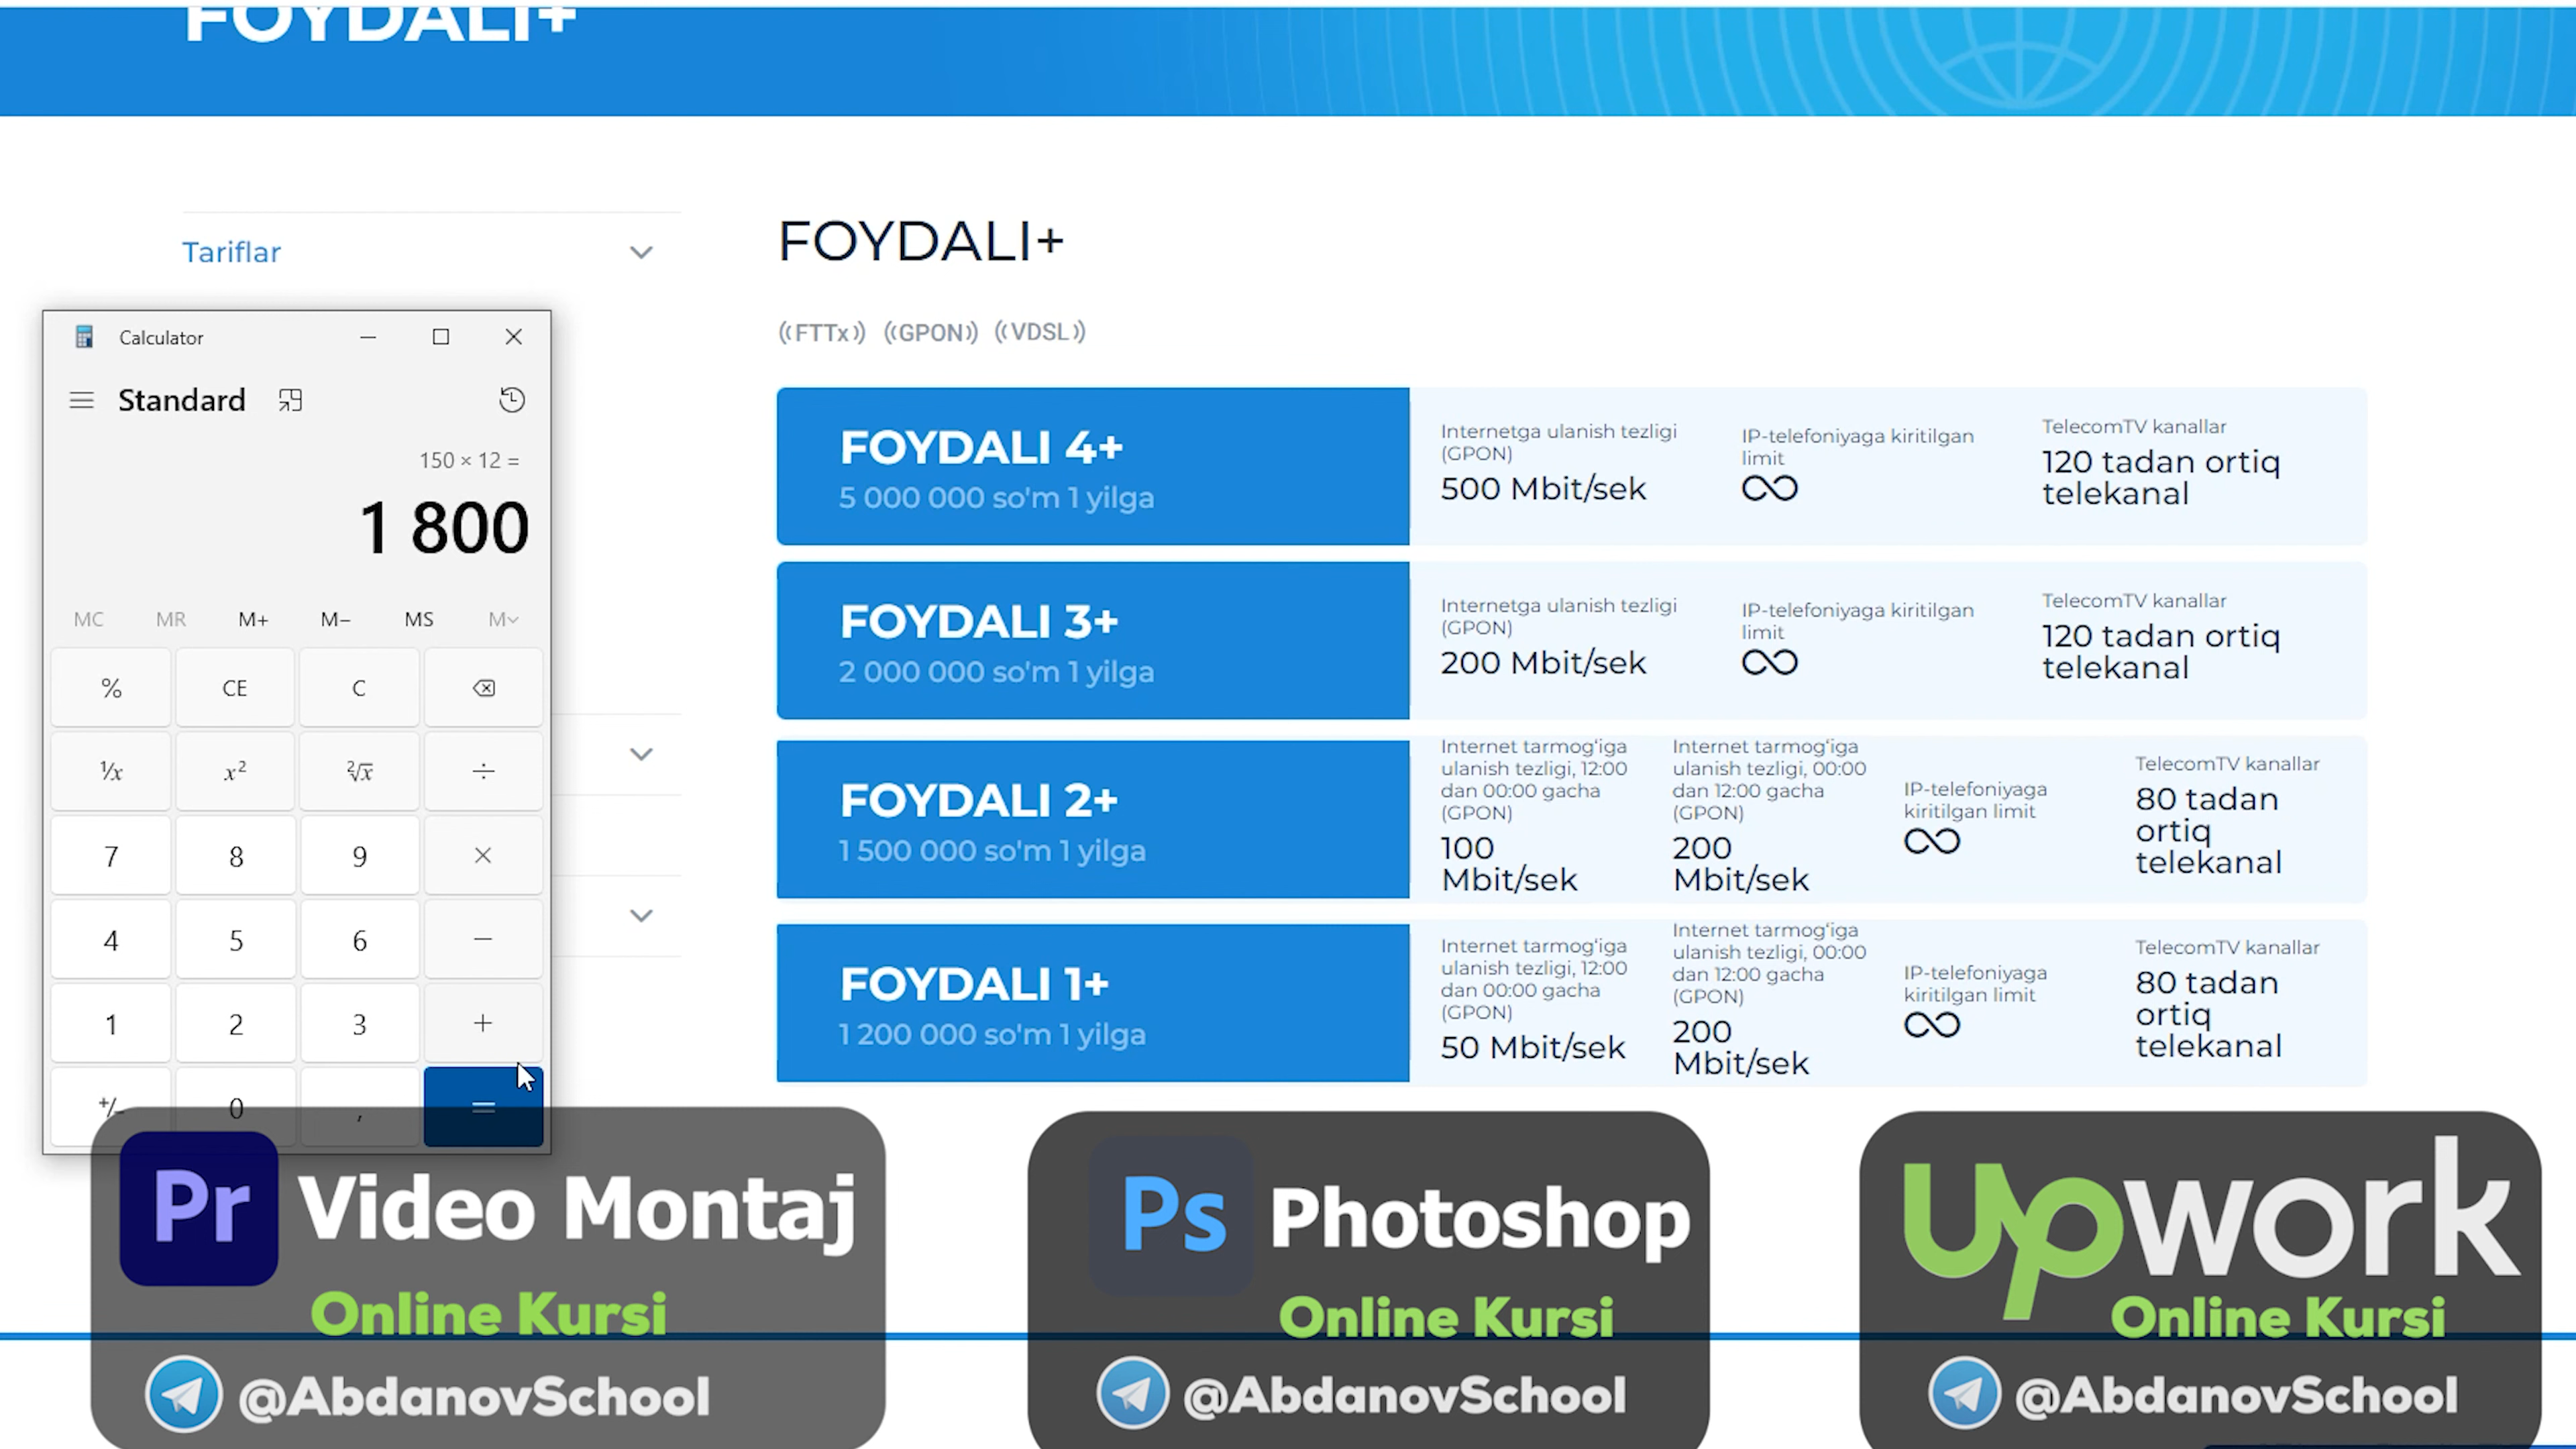 FOYDALI+
Tariflar
FOYDALI+
((FTTx)) ((GPON)) ((VDSL))
Calculator
Standard
150 × 12 =
1 800
MC MR M+ M− MS M
% CE C
⅟x x² ²√x ÷
7 8 9 ×
4 5 6 −
1 2 3 +
+/− 0 , =
FOYDALI 4+
5 000 000 so'm 1 yilga
Internetga ulanish tezligi
(GPON)
500 Mbit/sek
IP-telefoniyaga kiritilgan
limit
∞
TelecomTV kanallar
120 tadan ortiq
telekanal
FOYDALI 3+
2 000 000 so'm 1 yilga
Internetga ulanish tezligi
(GPON)
200 Mbit/sek
IP-telefoniyaga kiritilgan
limit
∞
TelecomTV kanallar
120 tadan ortiq
telekanal
FOYDALI 2+
1 500 000 so'm 1 yilga
Internet tarmog‘iga
ulanish tezligi, 12:00
dan 00:00 gacha
(GPON)
100
Mbit/sek
Internet tarmog‘iga
ulanish tezligi, 00:00
dan 12:00 gacha
(GPON)
200
Mbit/sek
IP-telefoniyaga
kiritilgan limit
∞
TelecomTV kanallar
80 tadan
ortiq
telekanal
FOYDALI 1+
1 200 000 so'm 1 yilga
Internet tarmog‘iga
ulanish tezligi, 12:00
dan 00:00 gacha
(GPON)
50 Mbit/sek
Internet tarmog‘iga
ulanish tezligi, 00:00
dan 12:00 gacha
(GPON)
200
Mbit/sek
IP-telefoniyaga
kiritilgan limit
∞
TelecomTV kanallar
80 tadan
ortiq
telekanal
Pr Video Montaj
Online Kursi
@AbdanovSchool
Ps Photoshop
Online Kursi
@AbdanovSchool
upwork
Online Kursi
@AbdanovSchool